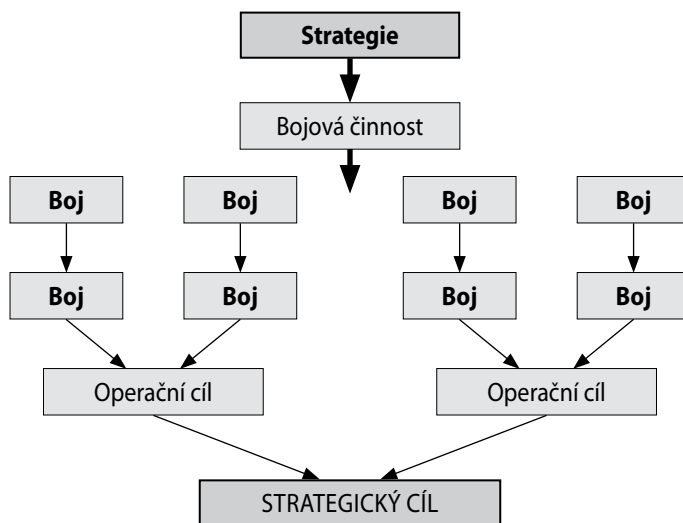 Strategie
Bojová činnost
Boj Boj Boj Boj
Boj Boj Boj Boj
Operační cíl Operační cíl
STRATEGICKÝ CÍL